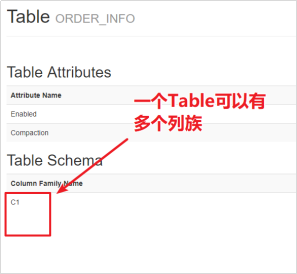 Table ORDER_INFO
Table Attributes
Attribute Name
Enabled
Compaction
一个Table可以有
多个列族
Table Schema
Column Family Name
C1